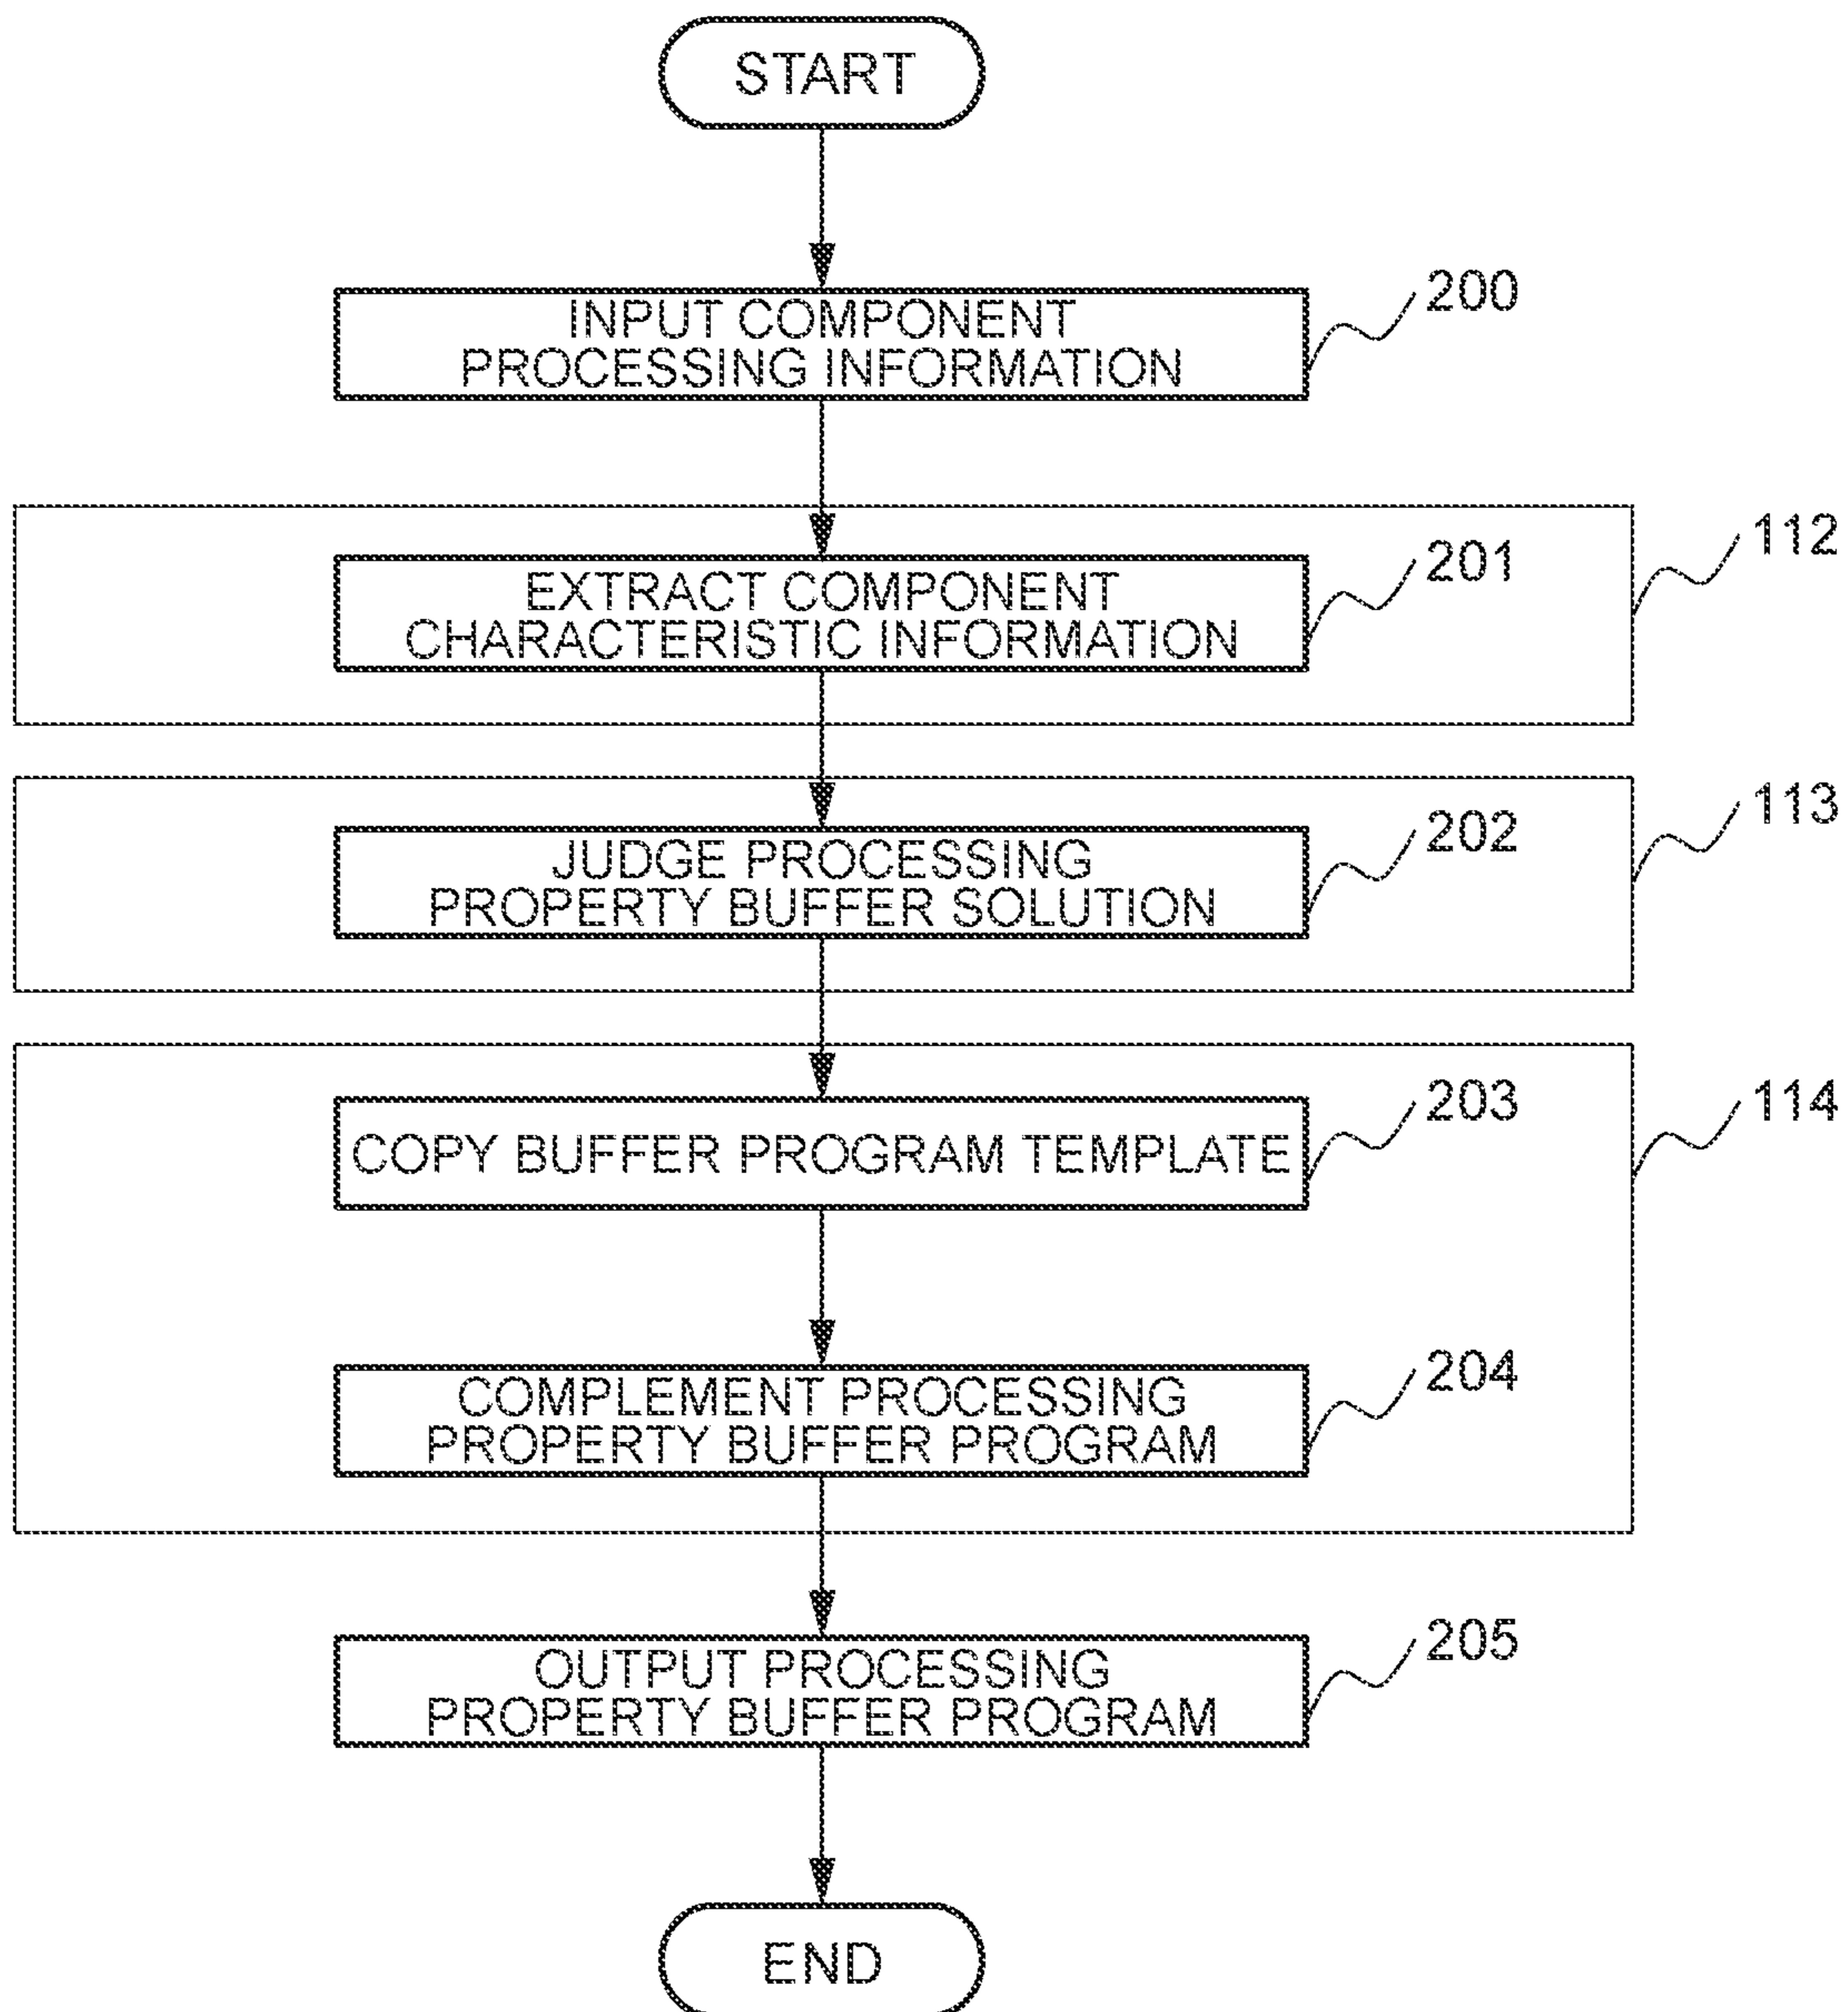 START
INPUT COMPONENT
PROCESSING INFORMATION
200
112
EXTRACT COMPONENT
CHARACTERISTIC INFORMATION
201
113
JUDGE PROCESSING
PROPERTY BUFFER SOLUTION
202
114
COPY BUFFER PROGRAM TEMPLATE
203
COMPLEMENT PROCESSING
PROPERTY BUFFER PROGRAM
204
OUTPUT PROCESSING
PROPERTY BUFFER PROGRAM
205
END